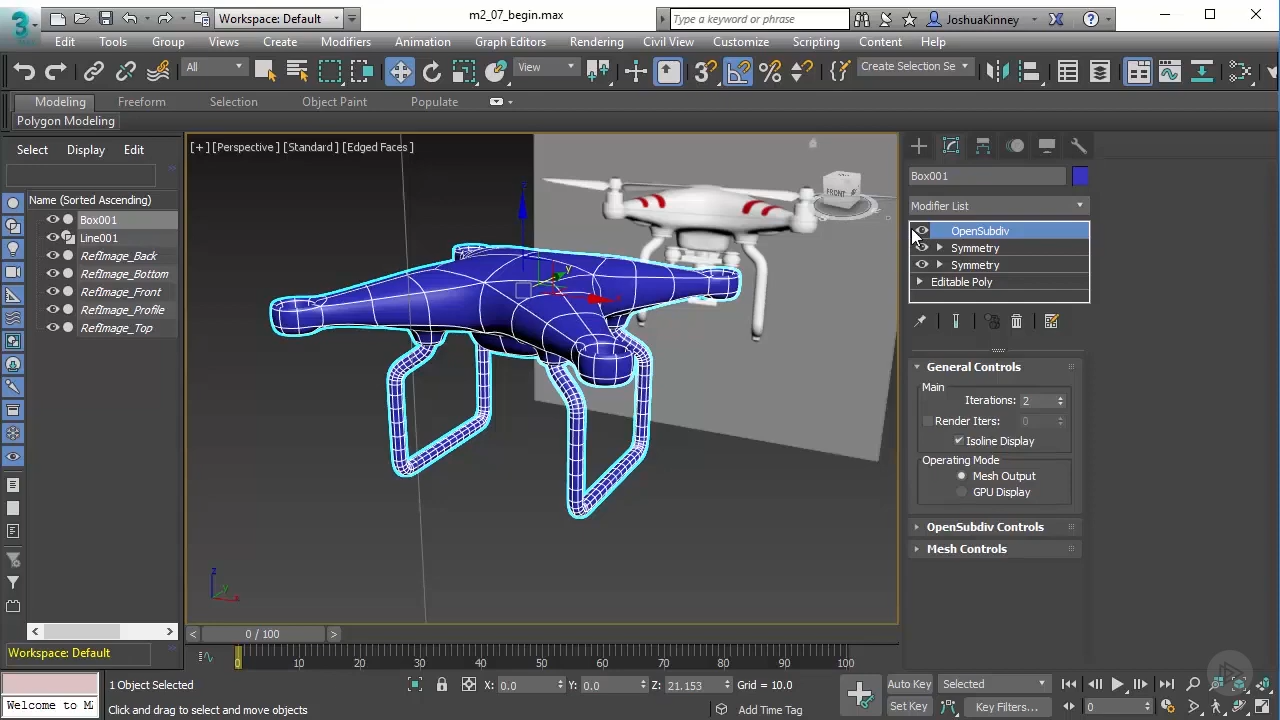 3
Workspace: Default
m2_07_begin.max
Type a keyword or phrase
JoshuaKinney
Edit Tools Group Views Create Modifiers Animation Graph Editors Rendering Civil View Customize Scripting Content Help
All
View
3
Create Selection Se
Modeling Freeform Selection Object Paint Populate
Polygon Modeling
Select Display Edit
[+] [Perspective ] [Standard ] [Edged Faces ]
Name (Sorted Ascending)
Box001
Line001
RefImage_Back
RefImage_Bottom
RefImage_Front
RefImage_Profile
RefImage_Top
FRONT
z
y
z
y
x
Box001
Modifier List
OpenSubdiv
Symmetry
Symmetry
Editable Poly
General Controls
Main
Iterations: 2
Render Iters: 0
Isoline Display
Operating Mode
Mesh Output
GPU Display
OpenSubdiv Controls
Mesh Controls
< 0 / 100 >
0 10 20 30 40 50 60 70 80 90 100
Workspace: Default
1 Object Selected
X: 0.0 Y: 0.0 Z: 21.153 Grid = 10.0
Auto Key Selected
Welcome to M
Click and drag to select and move objects
Add Time Tag
Set Key Key Filters... 0